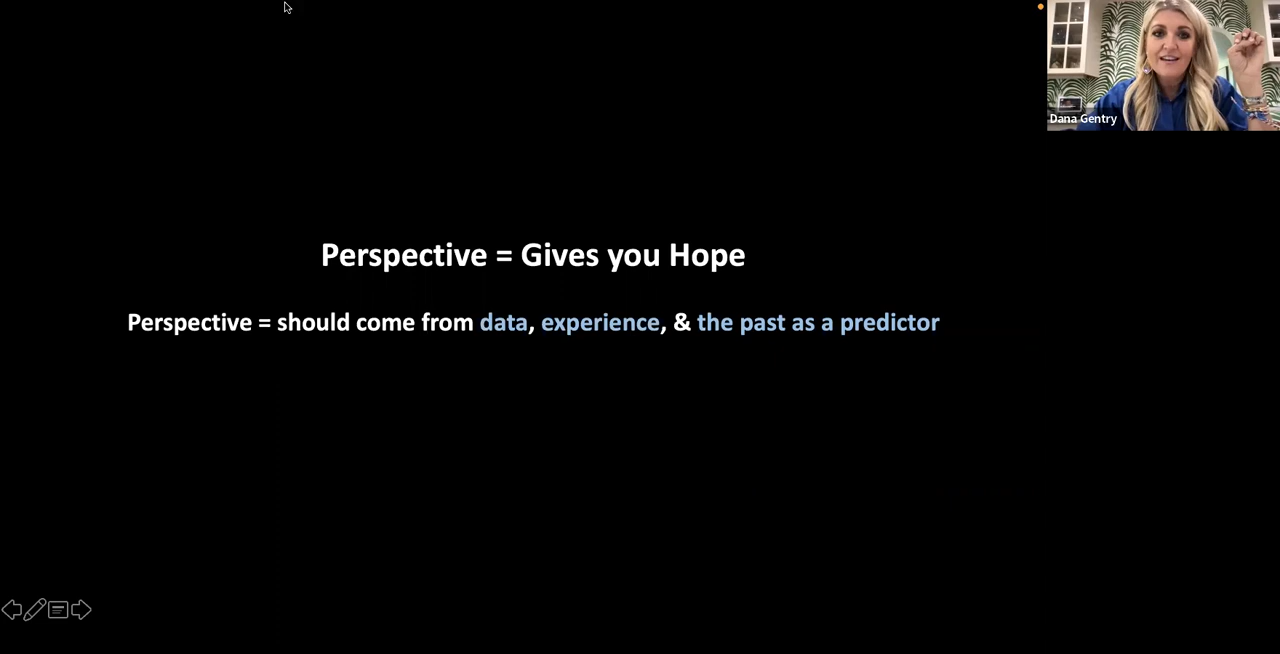 Dana Gentry
Perspective = Gives you Hope
Perspective = should come from data, experience, & the past as a predictor